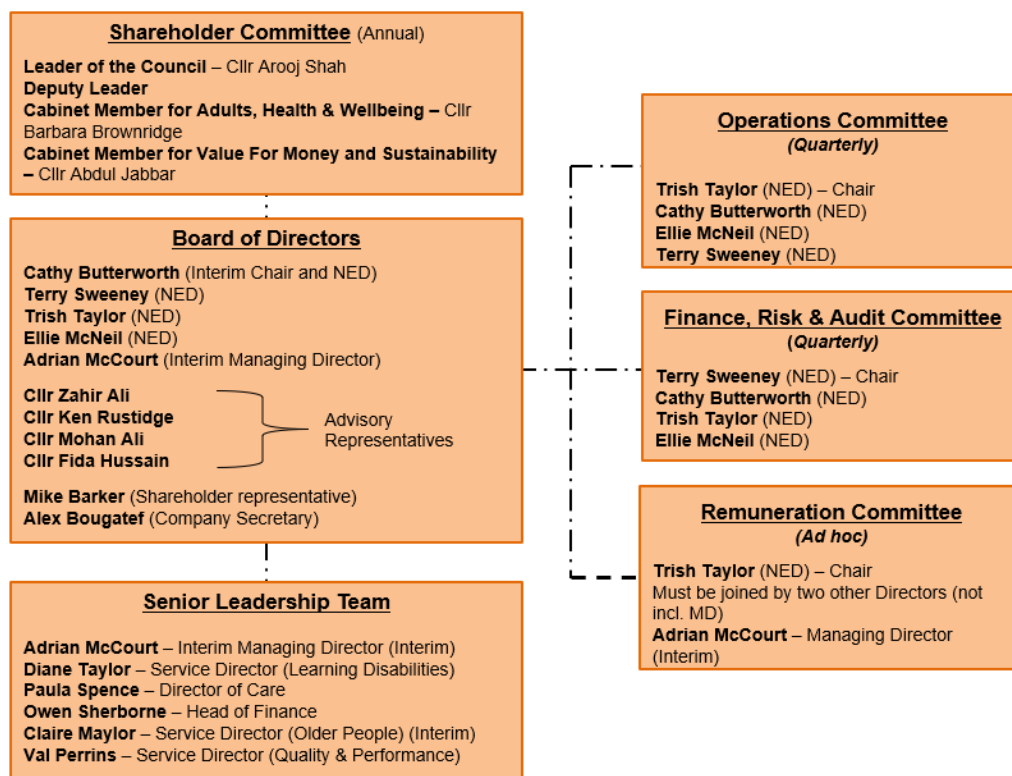 Shareholder Committee (Annual)
Leader of the Council – Cllr Arooj Shah
Deputy Leader
Cabinet Member for Adults, Health & Wellbeing – Cllr
Barbara Brownridge
Cabinet Member for Value For Money and Sustainability
– Cllr Abdul Jabbar
Board of Directors
Cathy Butterworth (Interim Chair and NED)
Terry Sweeney (NED)
Trish Taylor (NED)
Ellie McNeil (NED)
Adrian McCourt (Interim Managing Director)
Cllr Zahir Ali
Cllr Ken Rustidge
Cllr Mohan Ali
Cllr Fida Hussain
Advisory
Representatives
Mike Barker (Shareholder representative)
Alex Bougatef (Company Secretary)
Senior Leadership Team
Adrian McCourt – Interim Managing Director (Interim)
Diane Taylor – Service Director (Learning Disabilities)
Paula Spence – Director of Care
Owen Sherborne – Head of Finance
Claire Maylor – Service Director (Older People) (Interim)
Val Perrins – Service Director (Quality & Performance)
Operations Committee
(Quarterly)
Trish Taylor (NED) – Chair
Cathy Butterworth (NED)
Ellie McNeil (NED)
Terry Sweeney (NED)
Finance, Risk & Audit Committee
(Quarterly)
Terry Sweeney (NED) – Chair
Cathy Butterworth (NED)
Trish Taylor (NED)
Ellie McNeil (NED)
Remuneration Committee
(Ad hoc)
Trish Taylor (NED) – Chair
Must be joined by two other Directors (not
incl. MD)
Adrian McCourt – Managing Director
(Interim)